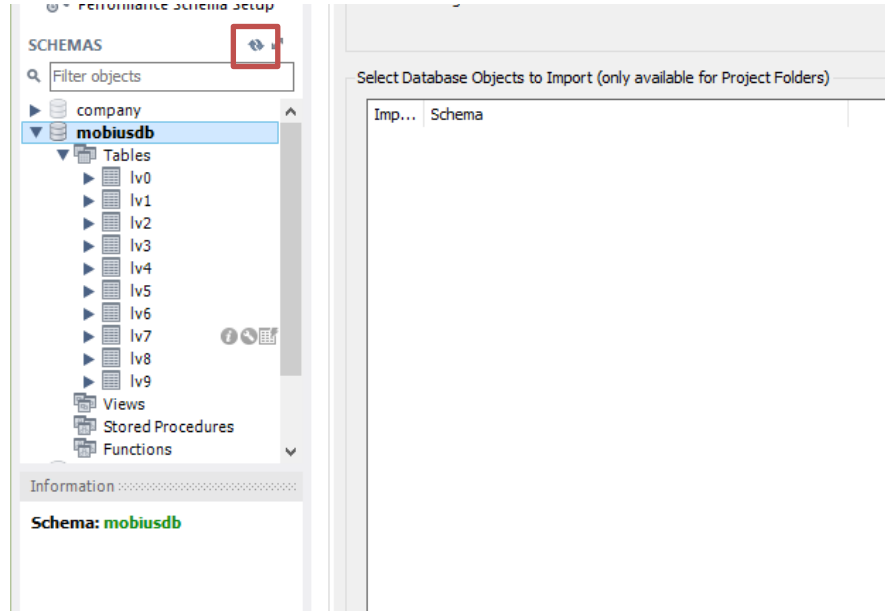 Performance Schema Setup
SCHEMAS
Filter objects
company
mobiusdb
Tables
lv0
lv1
lv2
lv3
lv4
lv5
lv6
lv7
lv8
lv9
Views
Stored Procedures
Functions
Information
Schema: mobiusdb
Select Database Objects to Import (only available for Project Folders)
Imp... Schema